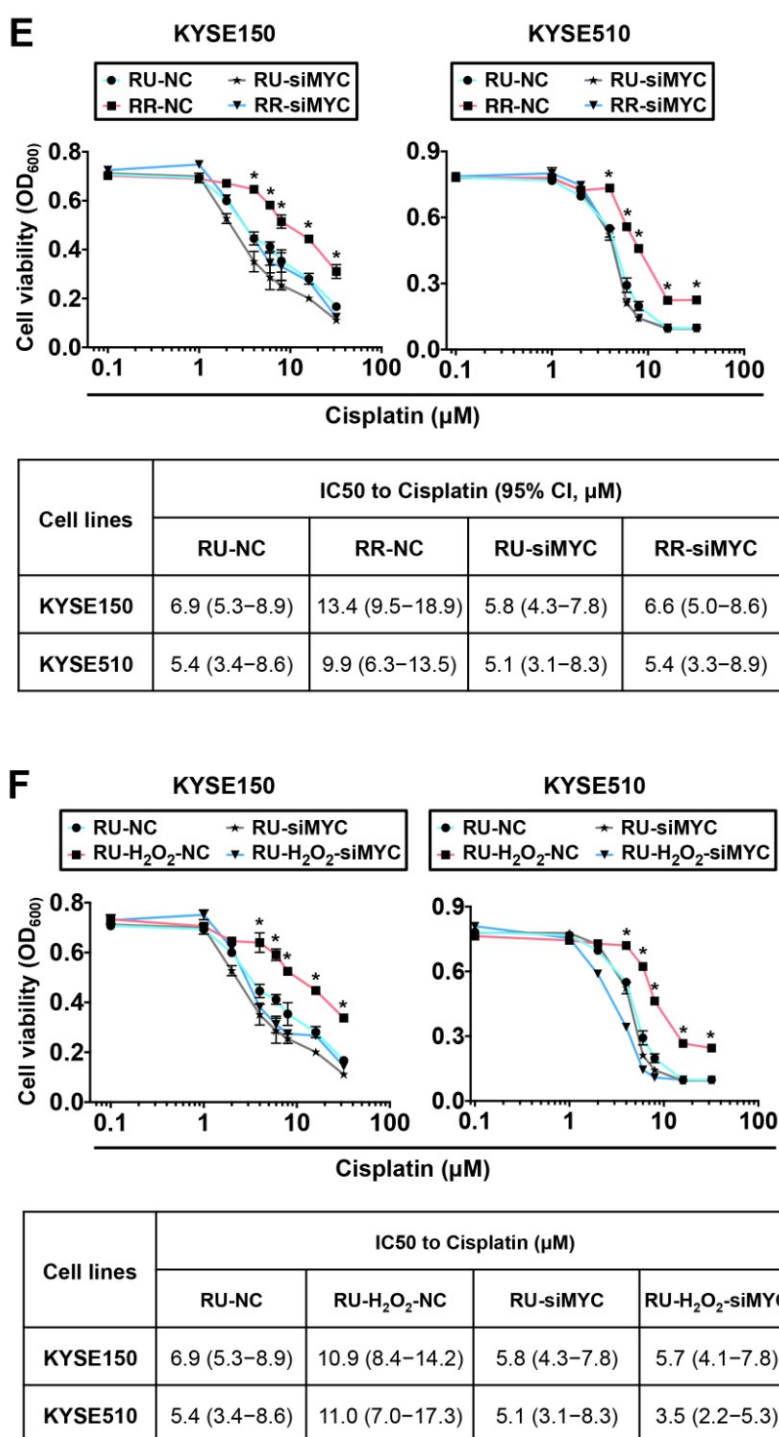 E
KYSE150 KYSE510
RU-NC RU-siMYC RU-NC RU-siMYC
RR-NC RR-siMYC RR-NC RR-siMYC
Cell viability (OD₆₀₀)
0.8 0.9
0.6 * * * * * 0.6 * * * * *
0.4 0.3
0.2
0.0 0.0
0.1 1 10 100 0.1 1 10 100
Cisplatin (µM)
Cell lines IC50 to Cisplatin (95% CI, µM)
RU-NC RR-NC RU-siMYC RR-siMYC
KYSE150 6.9 (5.3−8.9) 13.4 (9.5−18.9) 5.8 (4.3−7.8) 6.6 (5.0−8.6)
KYSE510 5.4 (3.4−8.6) 9.9 (6.3−13.5) 5.1 (3.1−8.3) 5.4 (3.3−8.9)
F
KYSE150 KYSE510
RU-NC RU-siMYC RU-NC RU-siMYC
RU-H₂O₂-NC RU-H₂O₂-siMYC RU-H₂O₂-NC RU-H₂O₂-siMYC
Cell viability (OD₆₀₀)
0.8 0.9
0.6 * * * * * 0.6 * * * * *
0.4 0.3
0.2
0.0 0.0
0.1 1 10 100 0.1 1 10 100
Cisplatin (µM)
Cell lines IC50 to Cisplatin (µM)
RU-NC RU-H₂O₂-NC RU-siMYC RU-H₂O₂-siMYC
KYSE150 6.9 (5.3−8.9) 10.9 (8.4−14.2) 5.8 (4.3−7.8) 5.7 (4.1−7.8)
KYSE510 5.4 (3.4−8.6) 11.0 (7.0−17.3) 5.1 (3.1−8.3) 3.5 (2.2−5.3)